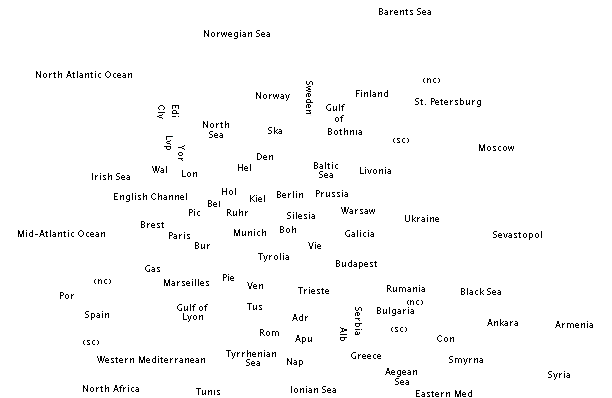 Barents Sea
Norwegian Sea
North Atlantic Ocean
(nc)
Norway
Sweden
Finland
St. Petersburg
Cly
Edi
Gulf
of
Bothnia
North
Sea
Ska
(sc)
Lvp
Yor
Moscow
Den
Irish Sea
Wal
Lon
Hel
Baltic
Sea
Livonia
English Channel
Hol
Kiel
Berlin
Prussia
Bel
Pic
Ruhr
Silesia
Warsaw
Ukraine
Brest
Mid-Atlantic Ocean
Paris
Munich
Boh
Galicia
Sevastopol
Bur
Vie
Tyrolia
Budapest
Gas
(nc)
Marseilles
Pie
Ven
Trieste
Rumania
Black Sea
Por
(nc)
Spain
Gulf of
Lyon
Tus
Adr
Serbia
Bulgaria
Ankara
Armenia
(sc)
Rom
Apu
Alb
(sc)
Con
Western Mediterranean
Tyrrhenian
Sea
Nap
Greece
Smyrna
Aegean
Sea
Syria
North Africa
Tunis
Ionian Sea
Eastern Med